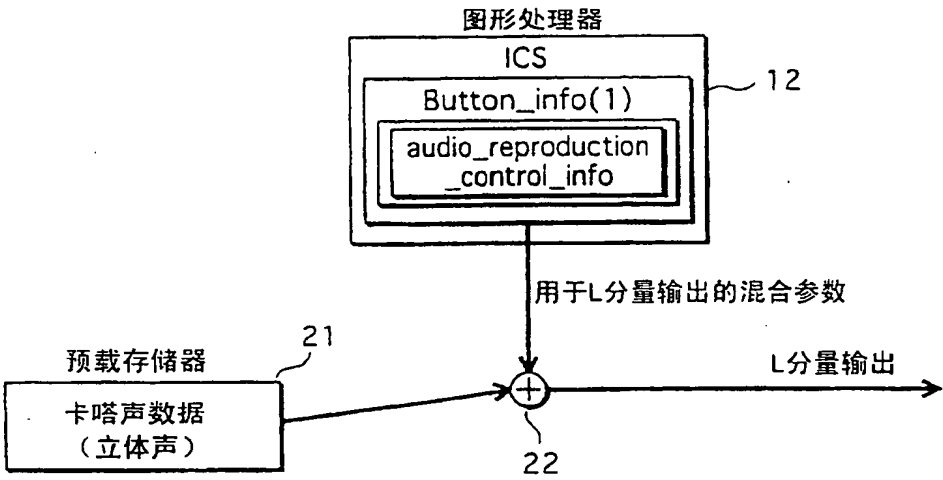 图形处理器
ICS
12
Button_info(1)
audio_reproduction
_control_info
用于L分量输出的混合参数
21
预载存储器
L分量输出
卡嗒声数据
（立体声）
22